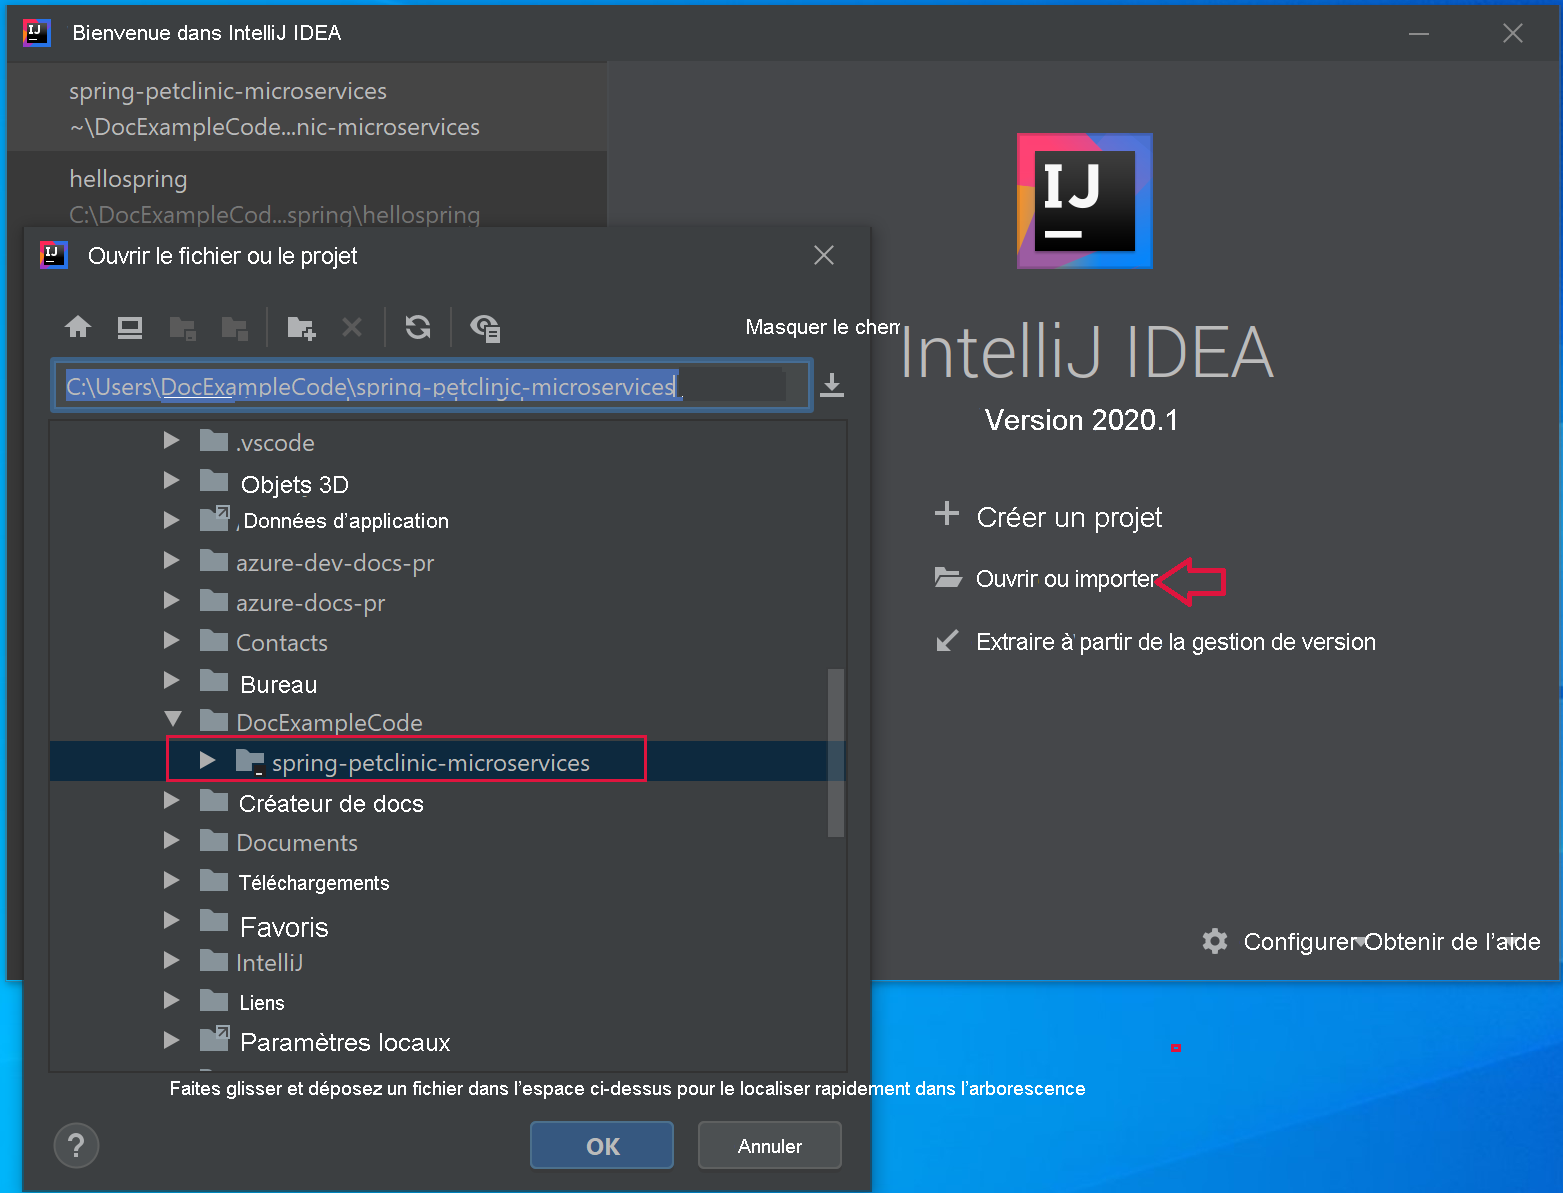 Bienvenue dans IntelliJ IDEA
spring-petclinic-microservices
~\DocExampleCode...nic-microservices
hellospring
C:\DocExampleCod...spring\hellospring
IJ
IntelliJ IDEA
Version 2020.1
Créer un projet
Ouvrir ou importer
Extraire à partir de la gestion de version
Configurer
Obtenir de l’aide
Ouvrir le fichier ou le projet
Masquer le chem
C:\Users\DocExampleCode\spring-petclinic-microservices
.vscode
Objets 3D
Données d’application
azure-dev-docs-pr
azure-docs-pr
Contacts
Bureau
DocExampleCode
spring-petclinic-microservices
Créateur de docs
Documents
Téléchargements
Favoris
IntelliJ
Liens
Paramètres locaux
Faites glisser et déposez un fichier dans l’espace ci-dessus pour le localiser rapidement dans l’arborescence
?
OK
Annuler